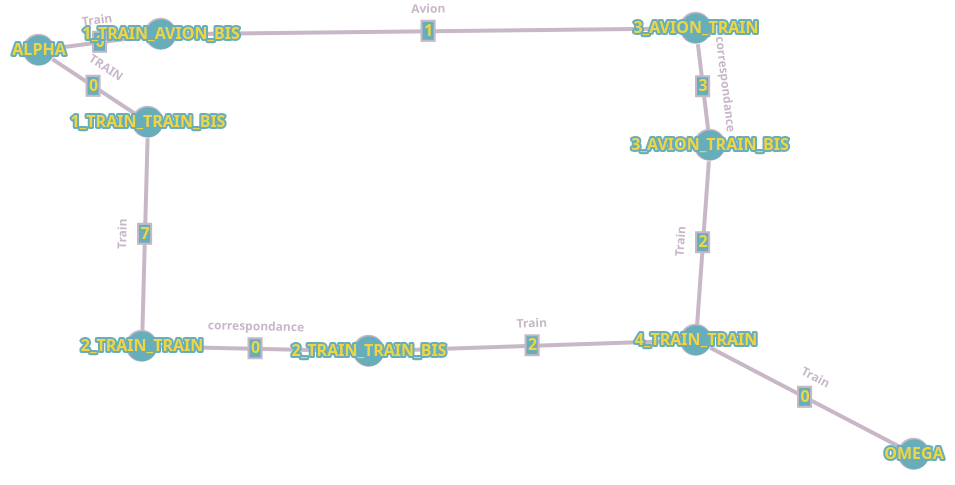 Train
Avion
1_TRAIN_AVION_BIS
3_AVION_TRAIN
1
ALPHA
TRAIN
0
3
correspondance
1_TRAIN_TRAIN_BIS
3_AVION_TRAIN_BIS
Train
7
Train
2
correspondance
Train
2_TRAIN_TRAIN
0
2_TRAIN_TRAIN_BIS
2
4_TRAIN_TRAIN
Train
0
OMEGA